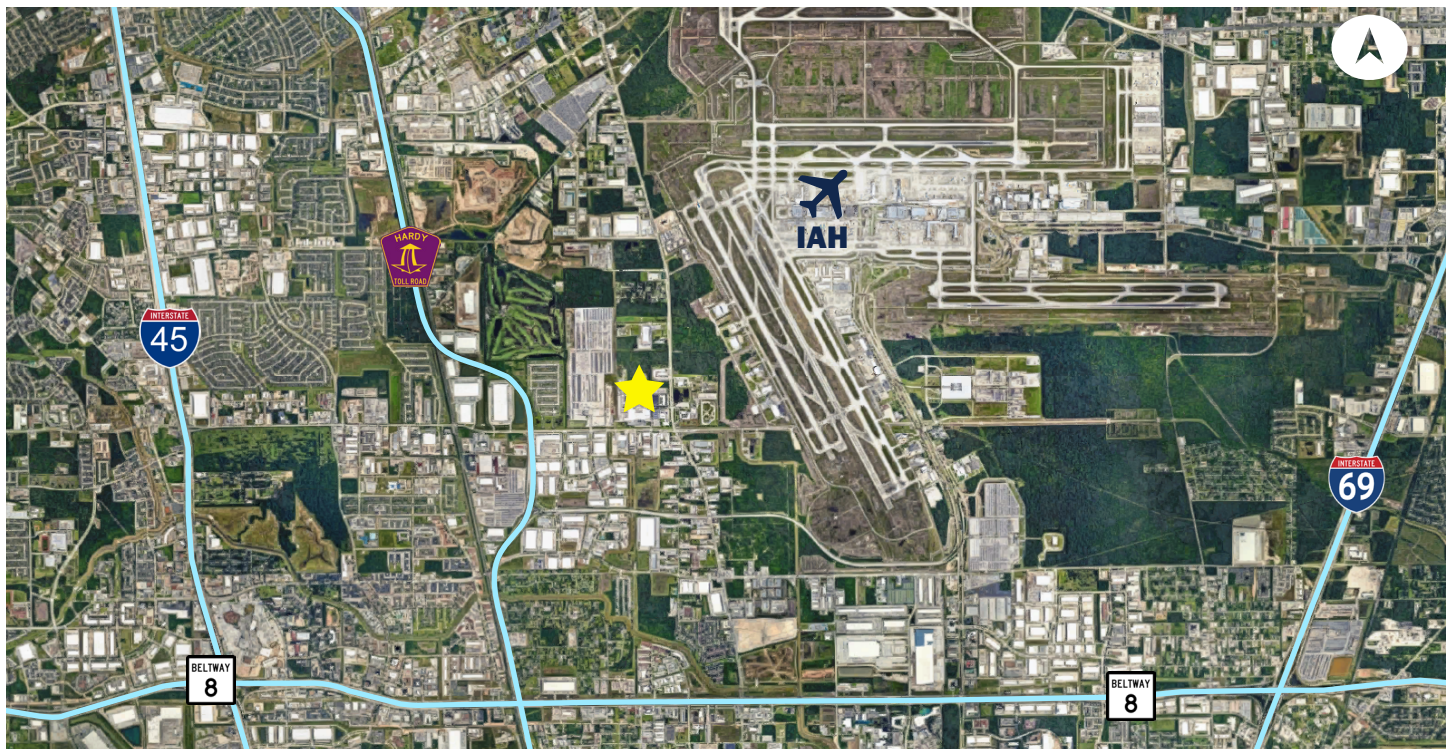 HARDY
TOLL ROAD
IAH
INTERSTATE
45
INTERSTATE
69
BELTWAY
8
BELTWAY
8